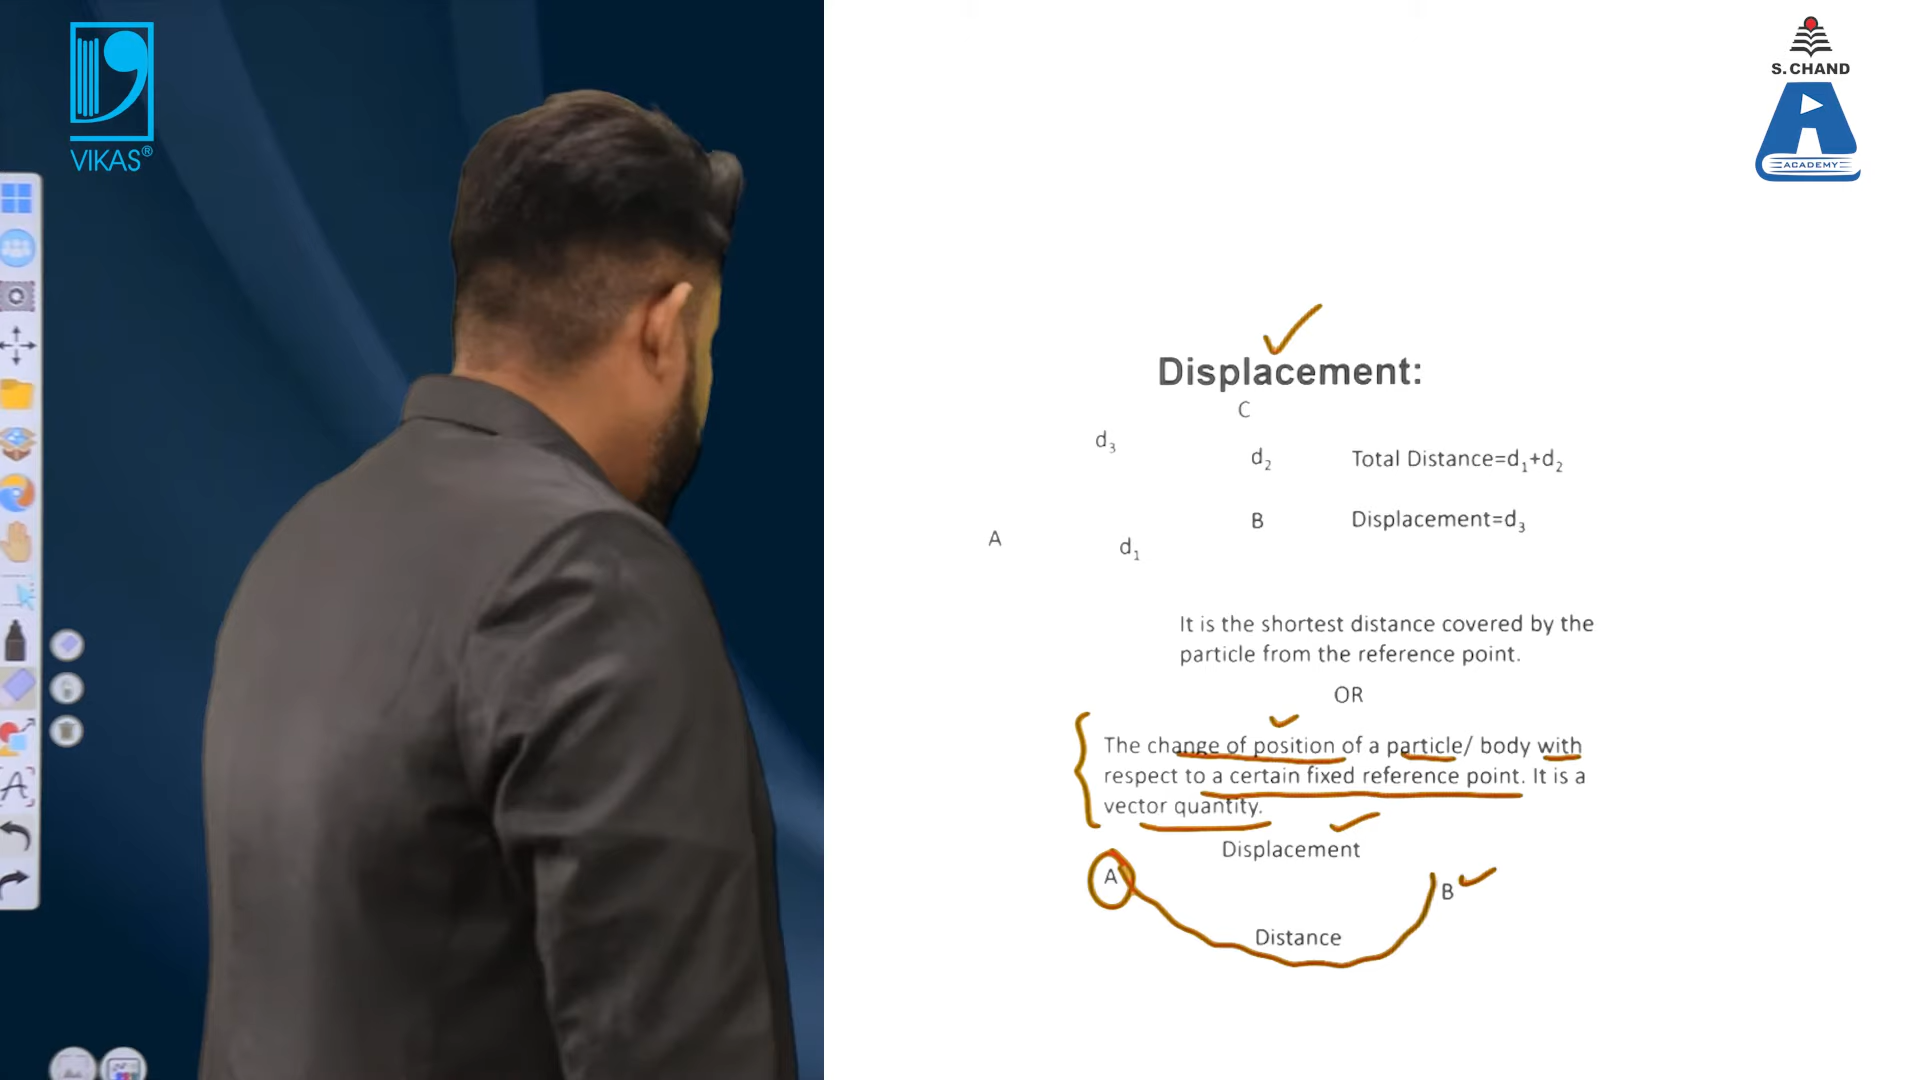 VIKAS®
S. CHAND
ACADEMY
Displacement:
C
d₃
d₂ Total Distance=d₁+d₂
B Displacement=d₃
A
d₁
It is the shortest distance covered by the
particle from the reference point.
OR
The change of position of a particle/ body with
respect to a certain fixed reference point. It is a
vector quantity.
Displacement
A
B
Distance